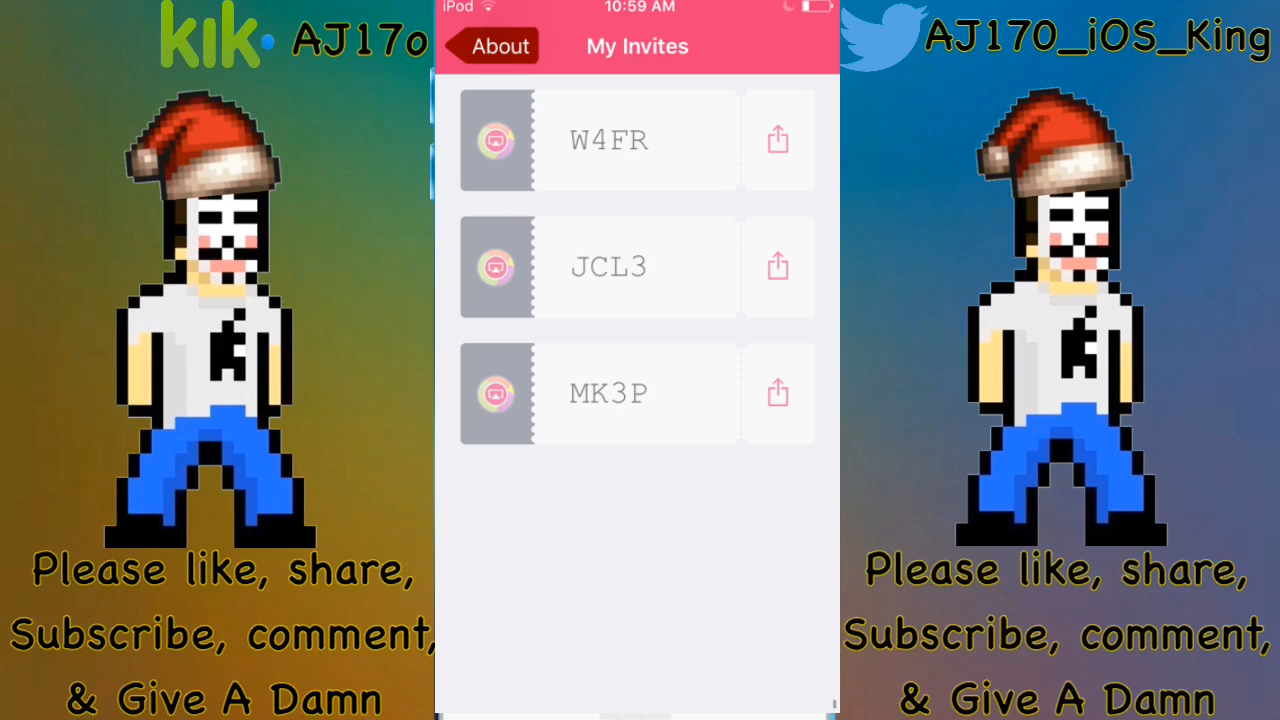 kik AJ17o
iPod 10:59 AM
AJ170_iOS_King
About My Invites
W4FR
JCL3
MK3P
Please like, share,
Subscribe, comment,
& Give A Damn
Please like, share,
Subscribe, comment,
& Give A Damn